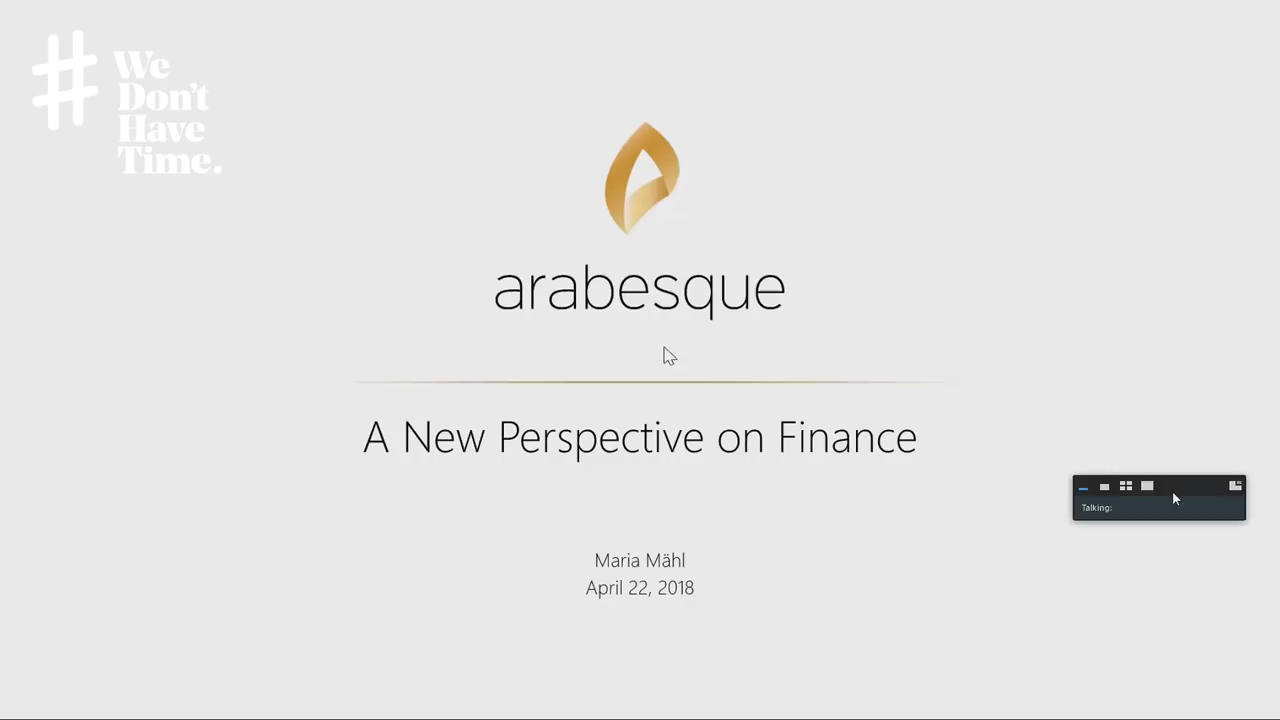 #We
Don't
Have
Time.
arabesque
A New Perspective on Finance
Talking:
Maria Mähl
April 22, 2018